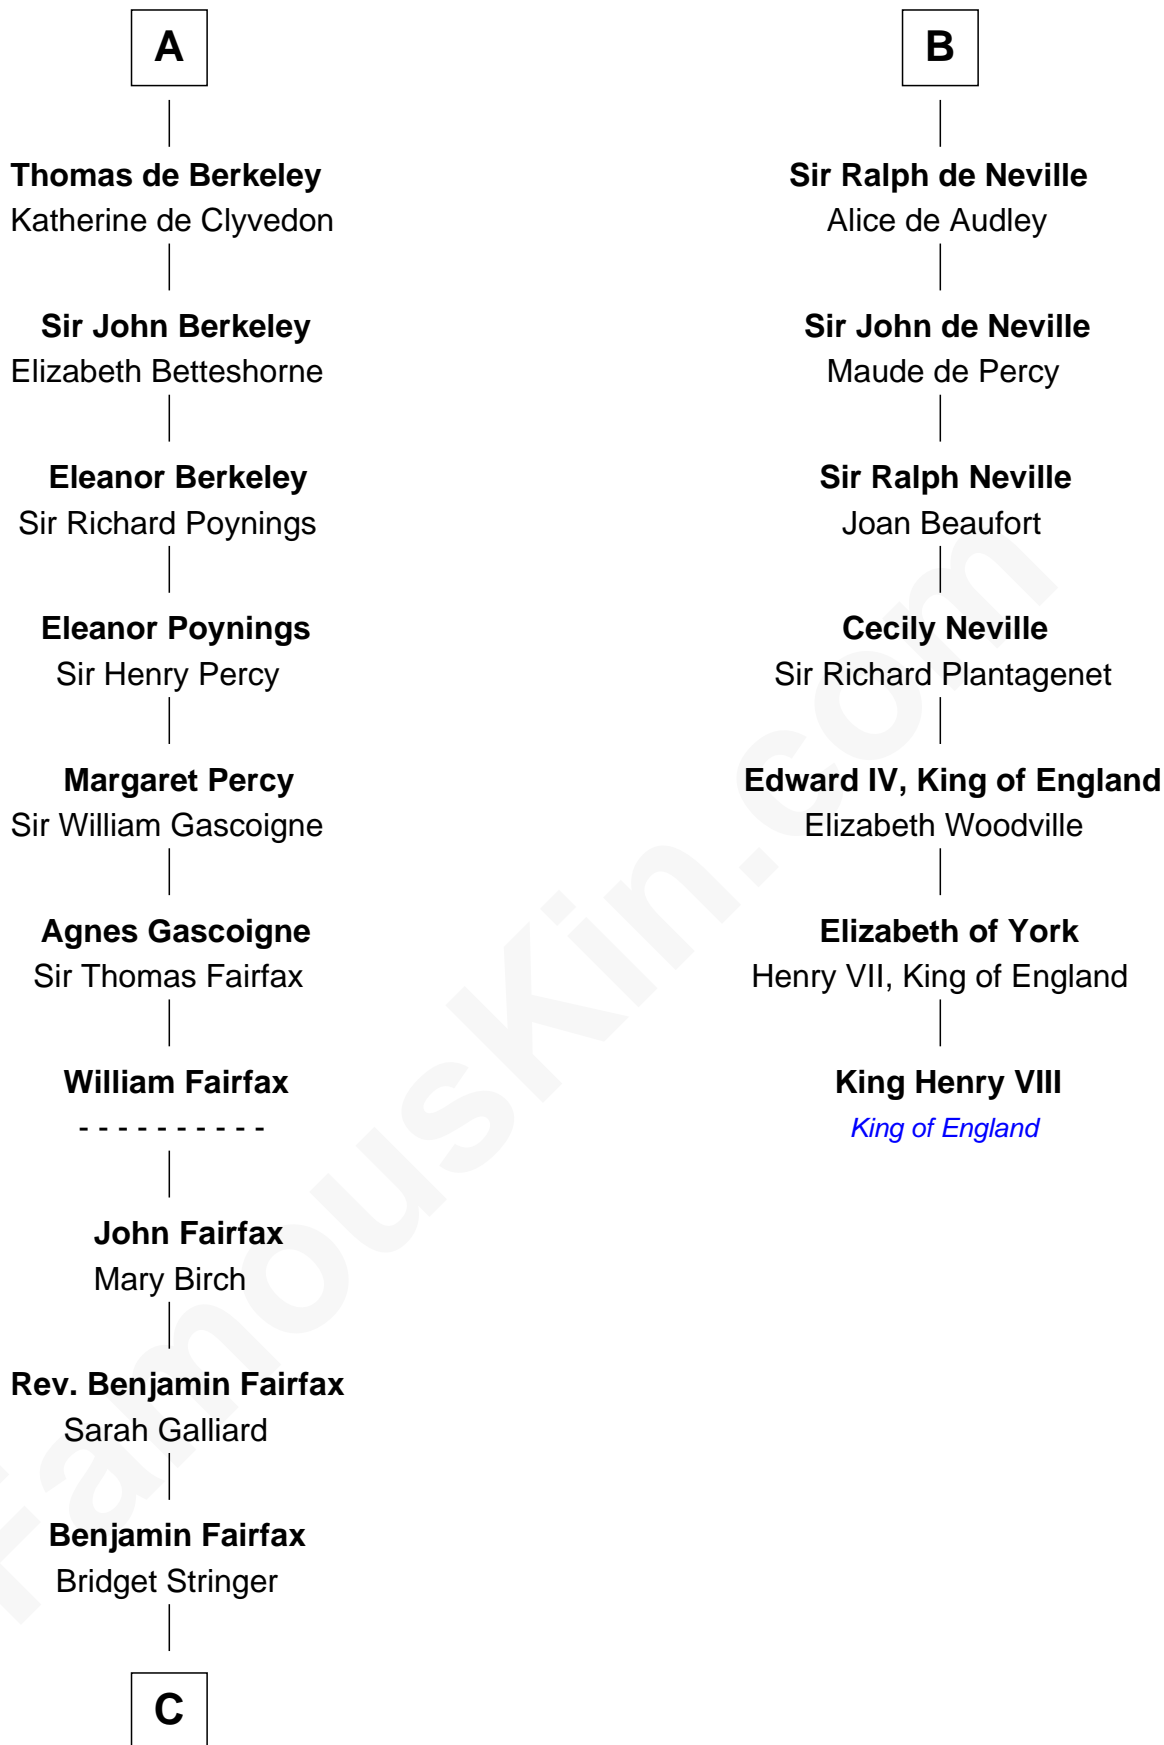 A
Thomas de Berkeley
Katherine de Clyvedon
Sir John Berkeley
Elizabeth Betteshorne
Eleanor Berkeley
Sir Richard Poynings
Eleanor Poynings
Sir Henry Percy
Margaret Percy
Sir William Gascoigne
Agnes Gascoigne
Sir Thomas Fairfax
William Fairfax
- - - - - - - - - -
John Fairfax
Mary Birch
Rev. Benjamin Fairfax
Sarah Galliard
Benjamin Fairfax
Bridget Stringer
C
B
Sir Ralph de Neville
Alice de Audley
Sir John de Neville
Maude de Percy
Sir Ralph Neville
Joan Beaufort
Cecily Neville
Sir Richard Plantagenet
Edward IV, King of England
Elizabeth Woodville
Elizabeth of York
Henry VII, King of England
King Henry VIII
King of England
FamousKin.com